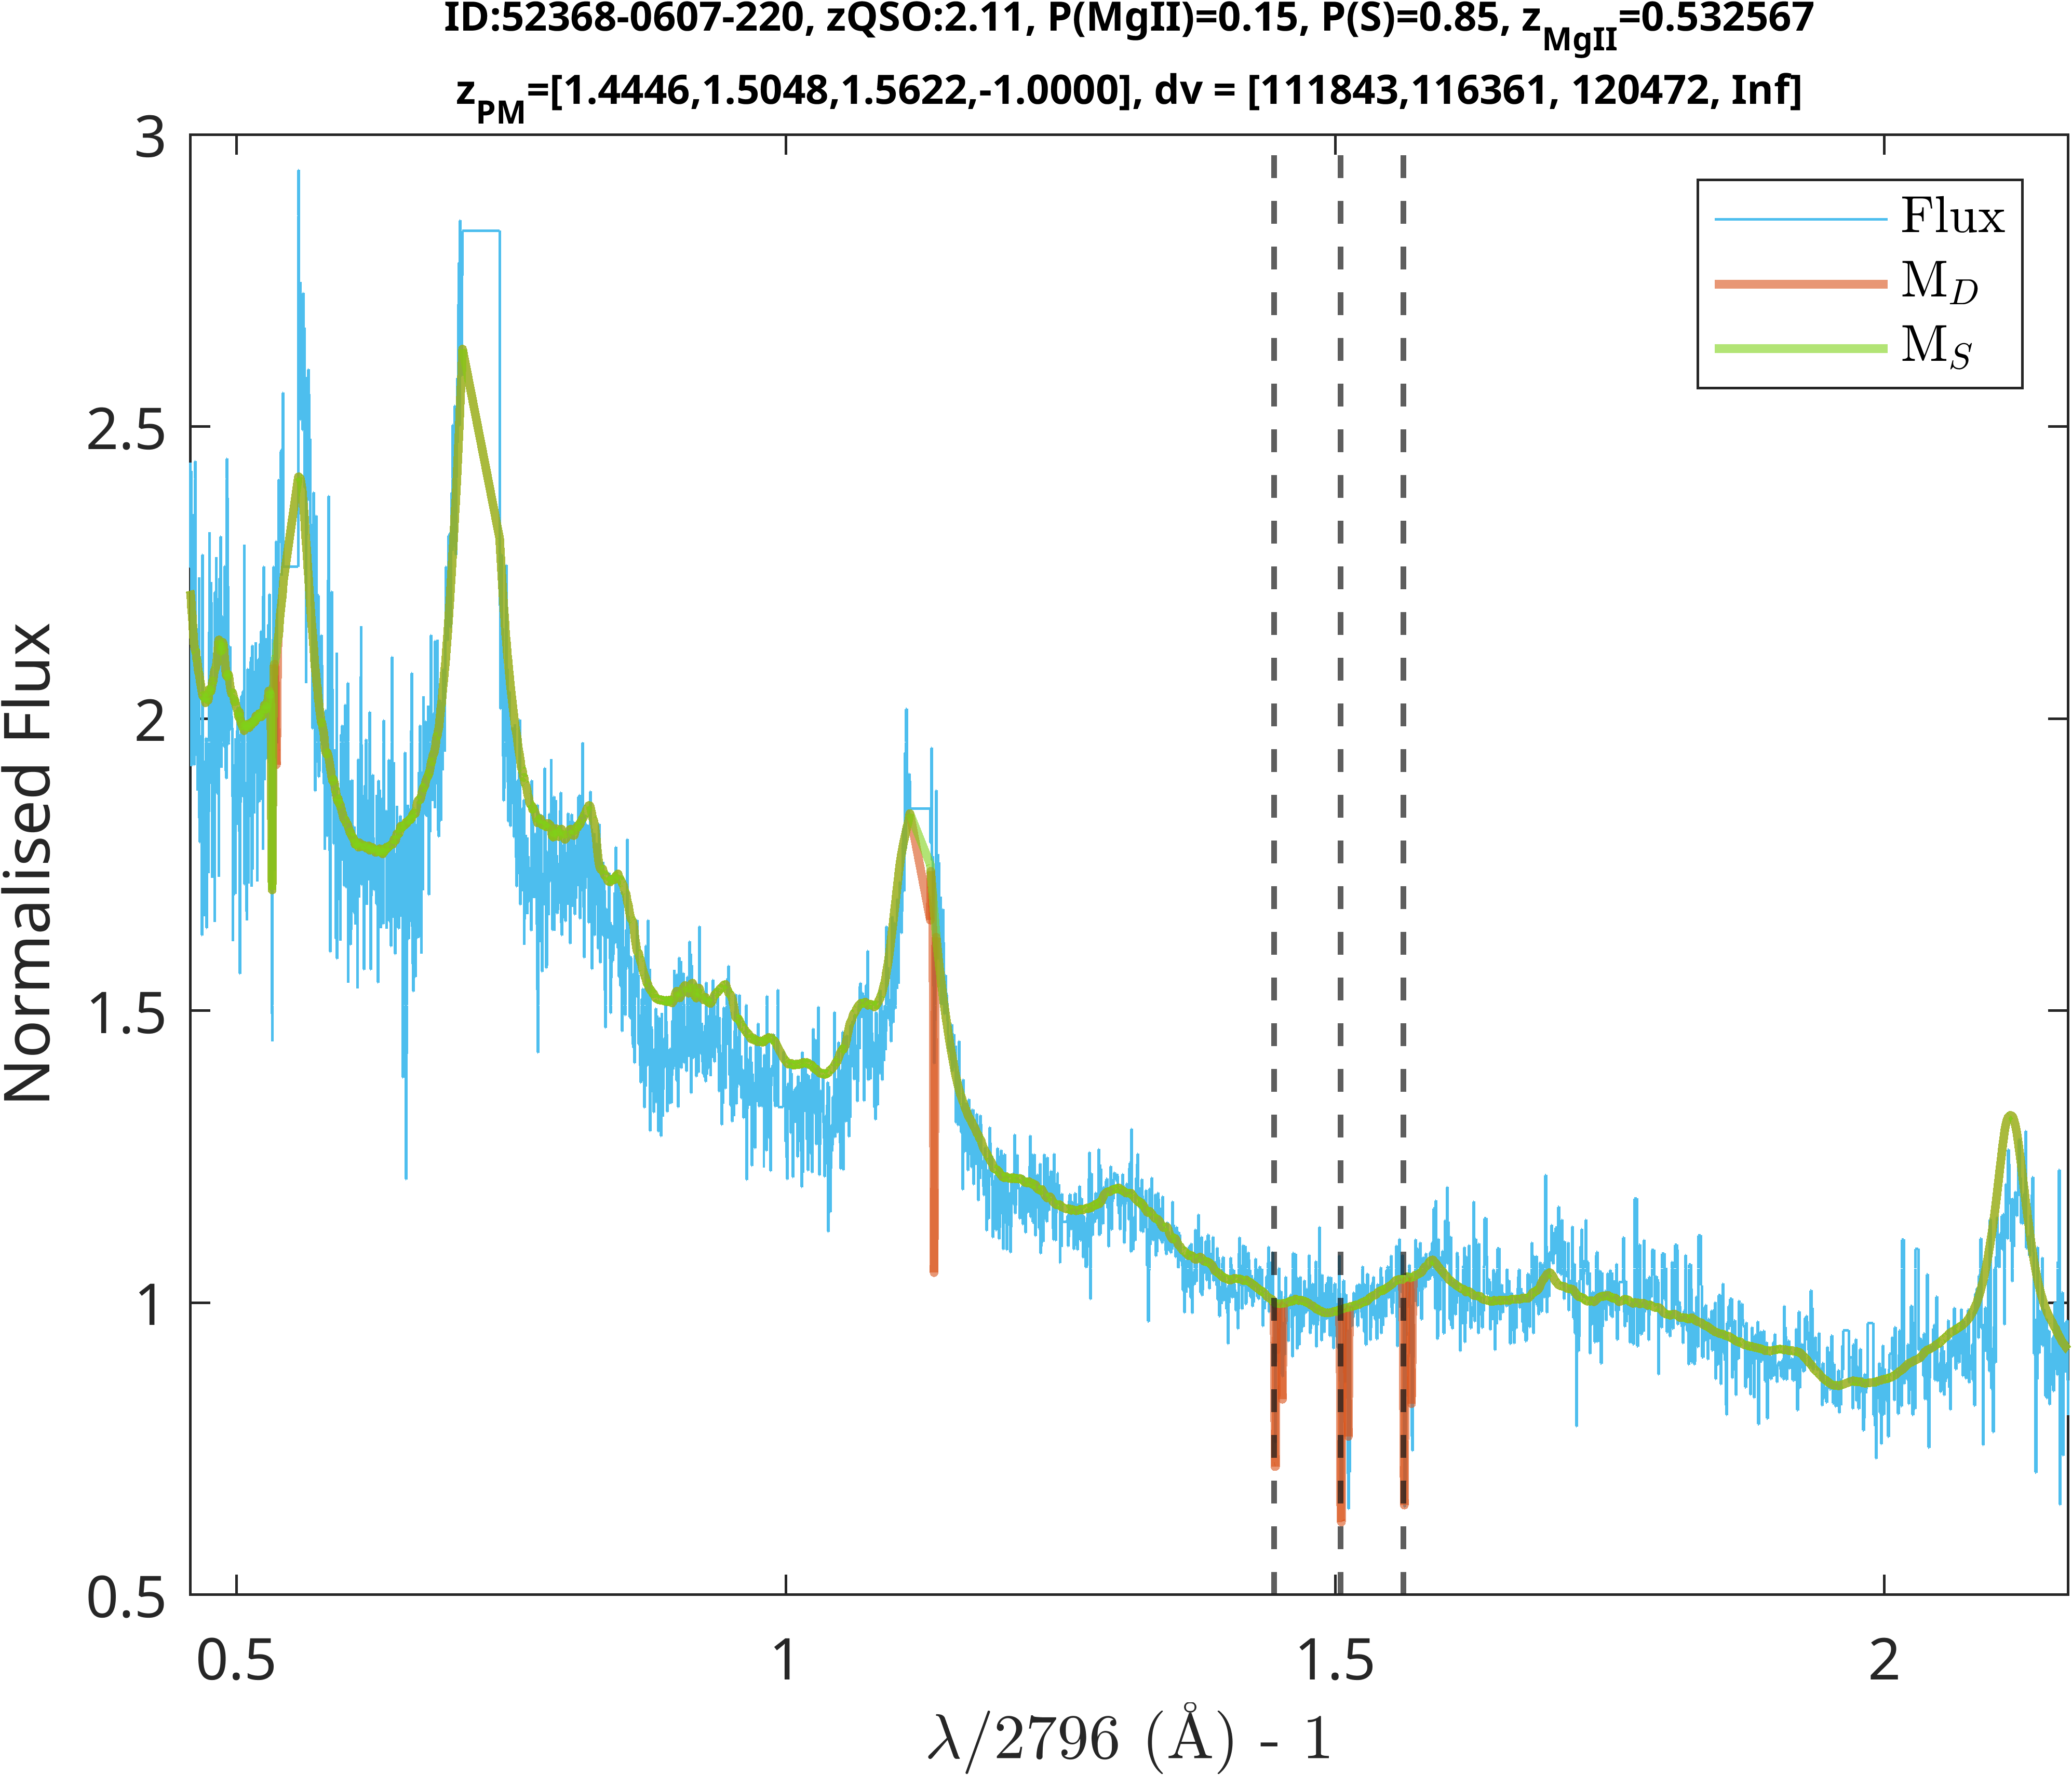 ID:52368-0607-220, zQSO:2.11, P(MgII)=0.15, P(S)=0.85, z_MgII=0.532567
z_PM=[1.4446,1.5048,1.5622,-1.0000], dv = [111843,116361, 120472, Inf]
3
2.5
2
1.5
1
0.5
Normalised Flux
Flux
M_D
M_S
0.5 1 1.5 2
λ/2796 (Å) - 1